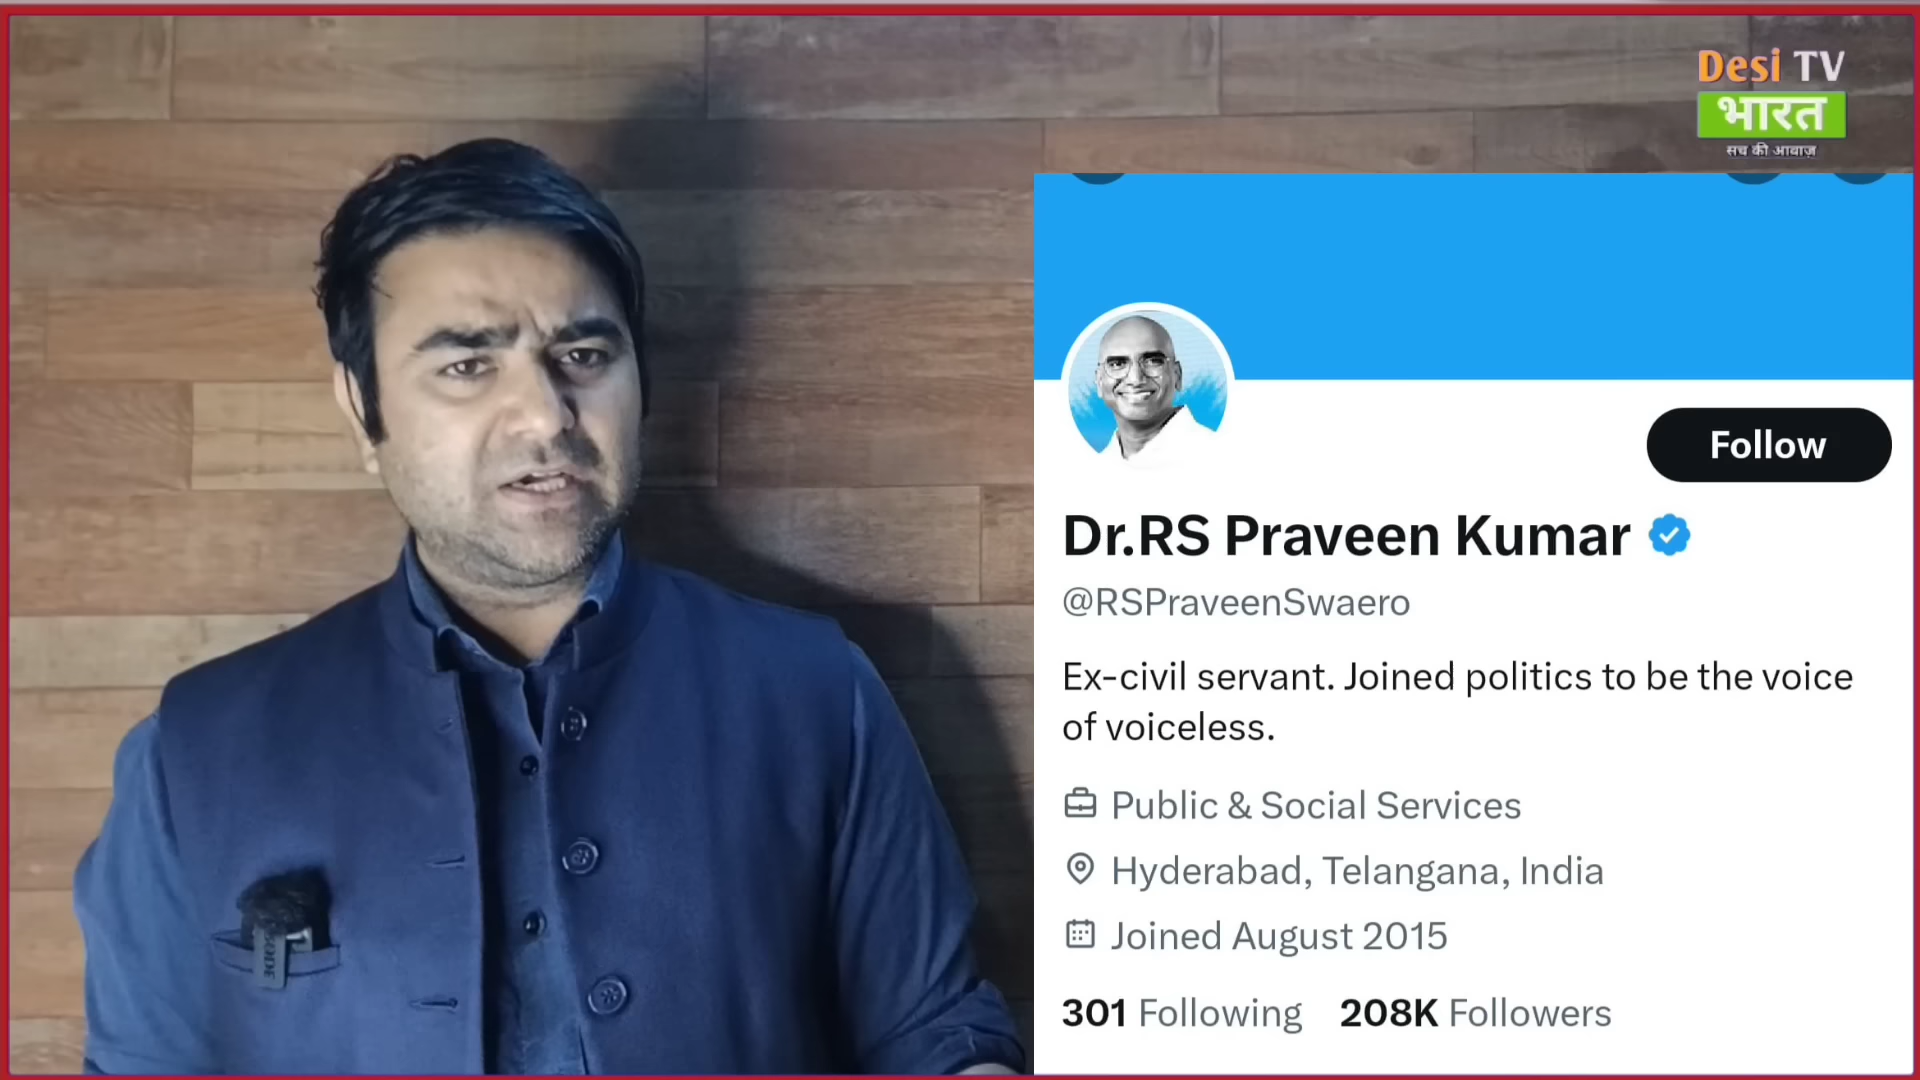 Desi TV
भारत
सच की आवाज़
Follow
Dr.RS Praveen Kumar
@RSPraveenSwaero
Ex-civil servant. Joined politics to be the voice
of voiceless.
Public & Social Services
Hyderabad, Telangana, India
Joined August 2015
301 Following 208K Followers